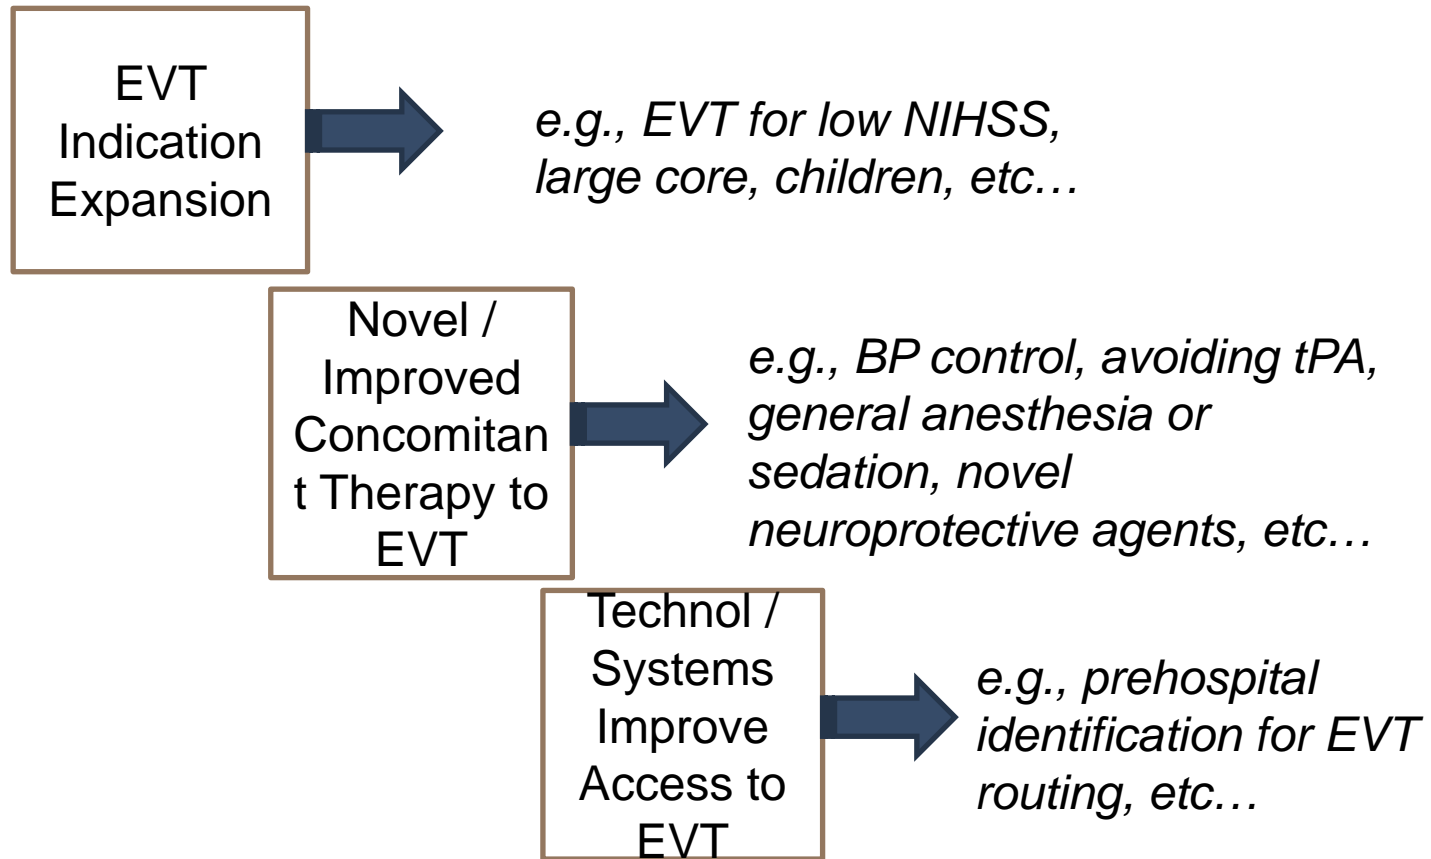 EVT
Indication
Expansion
e.g., EVT for low NIHSS,
large core, children, etc…
Novel /
Improved
Concomitan
t Therapy to
EVT
e.g., BP control, avoiding tPA,
general anesthesia or
sedation, novel
neuroprotective agents, etc…
Technol /
Systems
Improve
Access to
EVT
e.g., prehospital
identification for EVT
routing, etc…